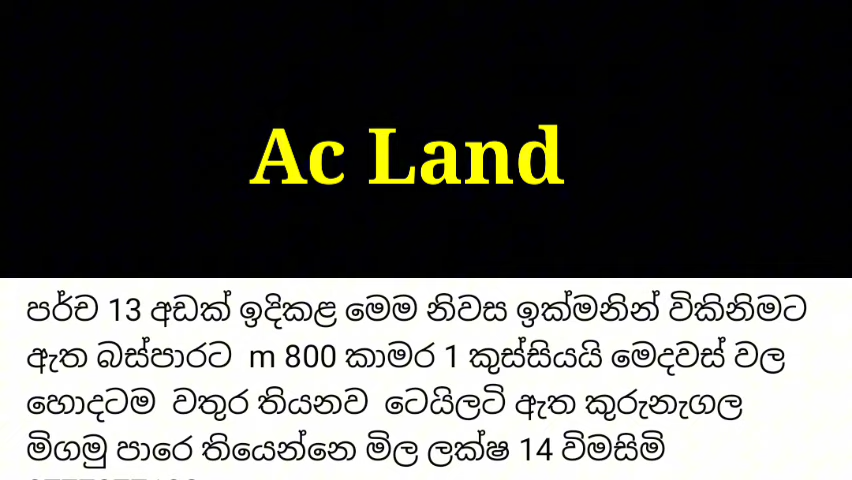 Ac Land
පර්ච 13 අඩක් ඉදිකළ මෙම නිවස ඉක්මනින් විකිනිමට
ඇත බස්පාරට m 800 කාමර 1 කුස්සියයි මෙදවස් වල
හොදටම වතුර තියනව ටෙයිලටි ඇත කුරුනැගල
මිගමු පාරෙ තියෙන්නෙ මිල ලක්ෂ 14 විමසිමි